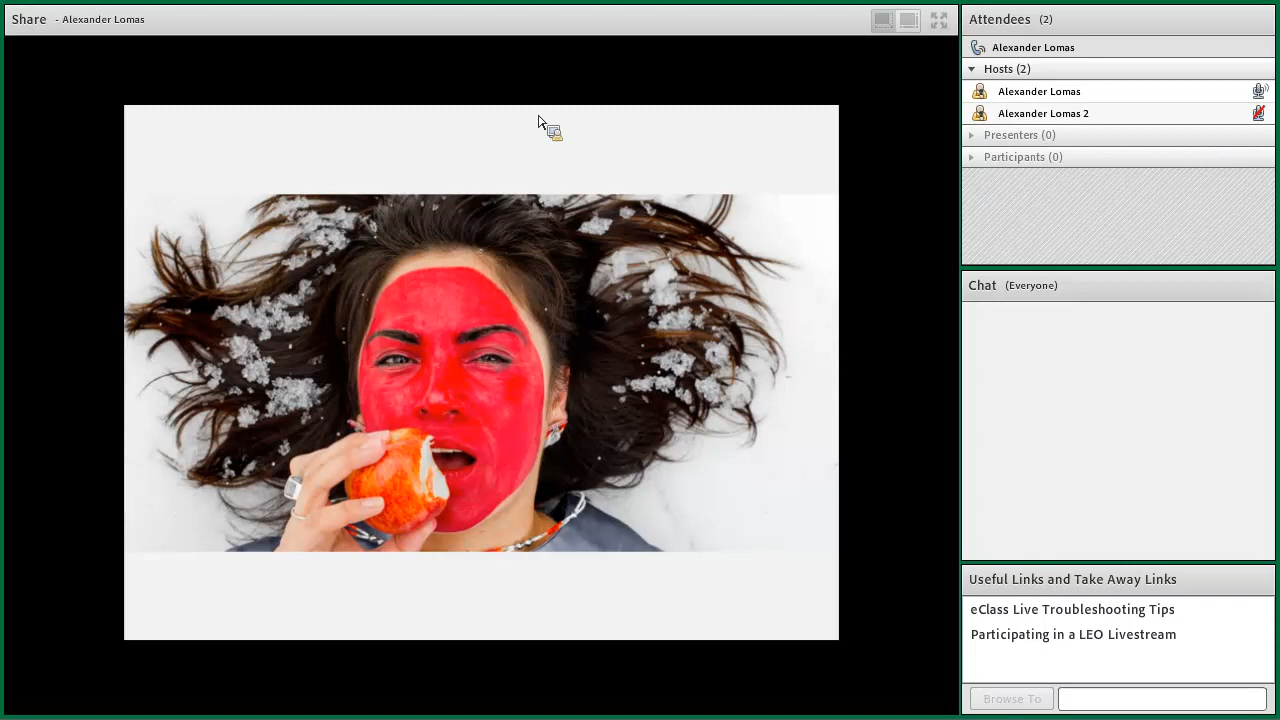 Share - Alexander Lomas
Attendees (2)
Alexander Lomas
Hosts (2)
Alexander Lomas
Alexander Lomas 2
Presenters (0)
Participants (0)
Chat (Everyone)
Useful Links and Take Away Links
eClass Live Troubleshooting Tips
Participating in a LEO Livestream
Browse To